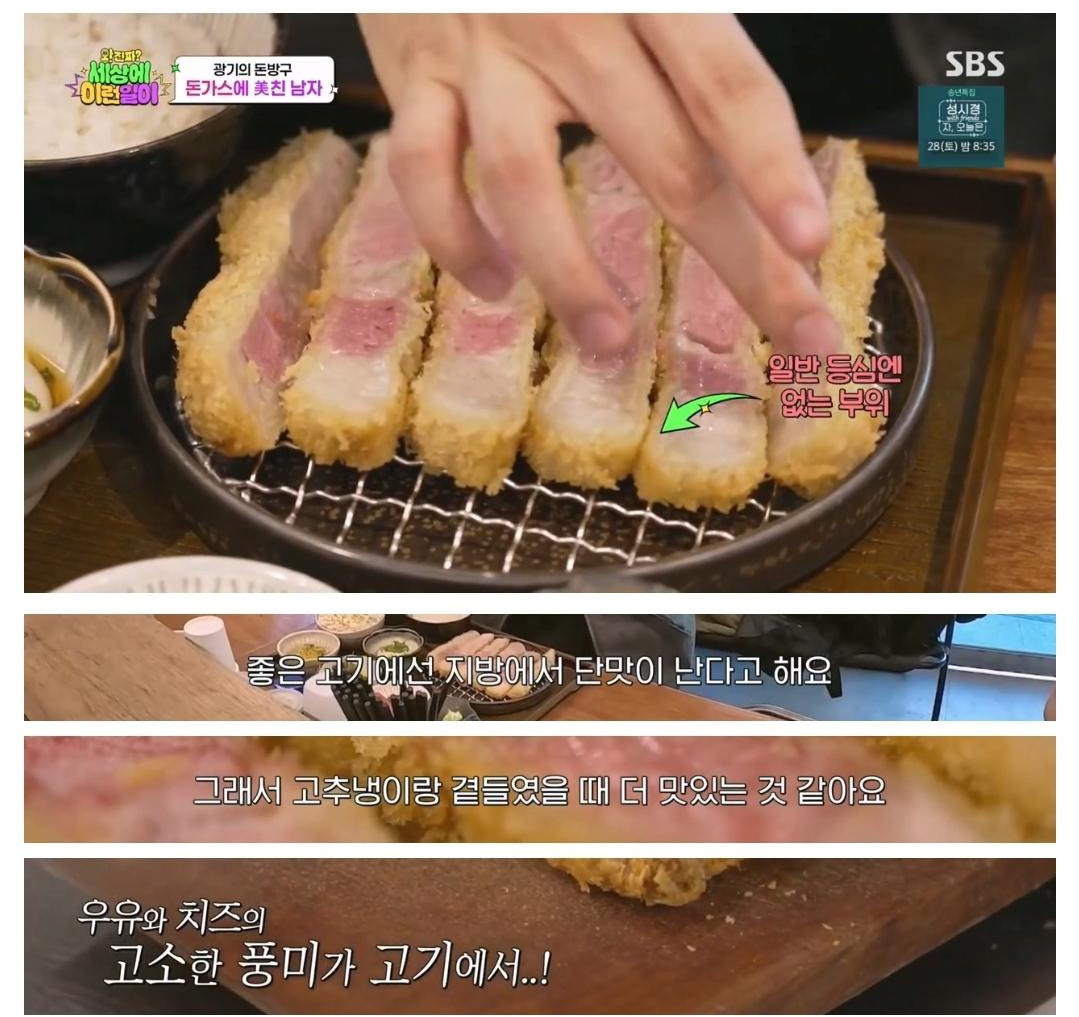 와진짜?
세상에
이런일이
광기의 돈방구
돈가스에 美친 남자
SBS
송년특집
성시경
with friends
자, 오늘은
28(토) 밤 8:35
일반 등심엔
없는 부위
좋은 고기에선 지방에서 단맛이 난다고 해요
그래서 고추냉이랑 곁들였을 때 더 맛있는 것 같아요
우유와 치즈의
고소한 풍미가 고기에서..!